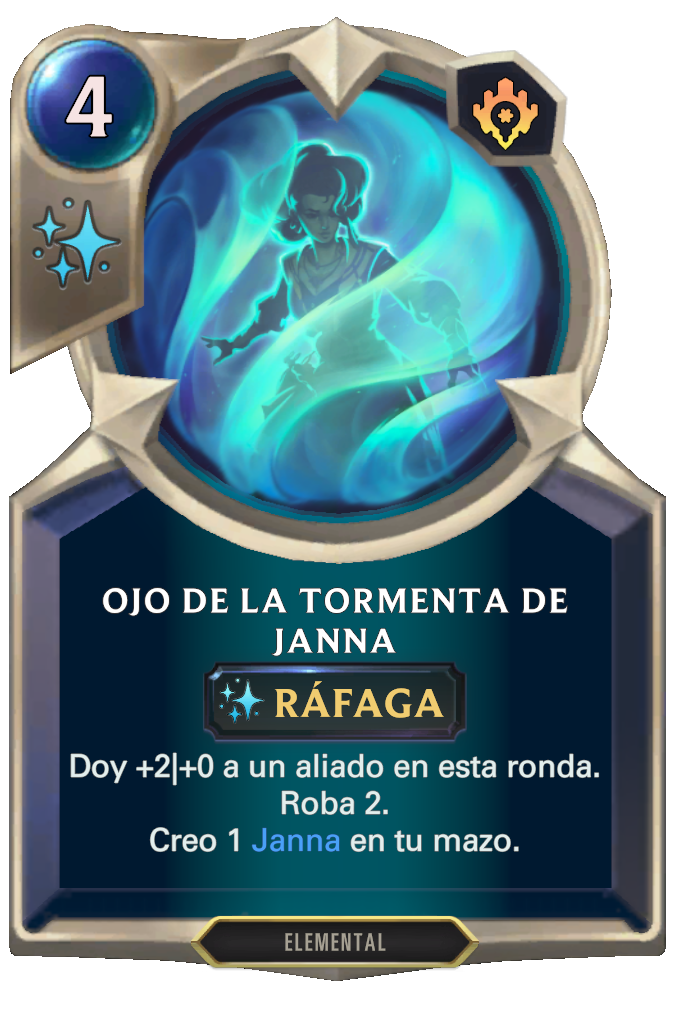 4
OJO DE LA TORMENTA DE
JANNA
RÁFAGA
Doy +2|+0 a un aliado en esta ronda.
Roba 2.
Creo 1 Janna en tu mazo.
ELEMENTAL